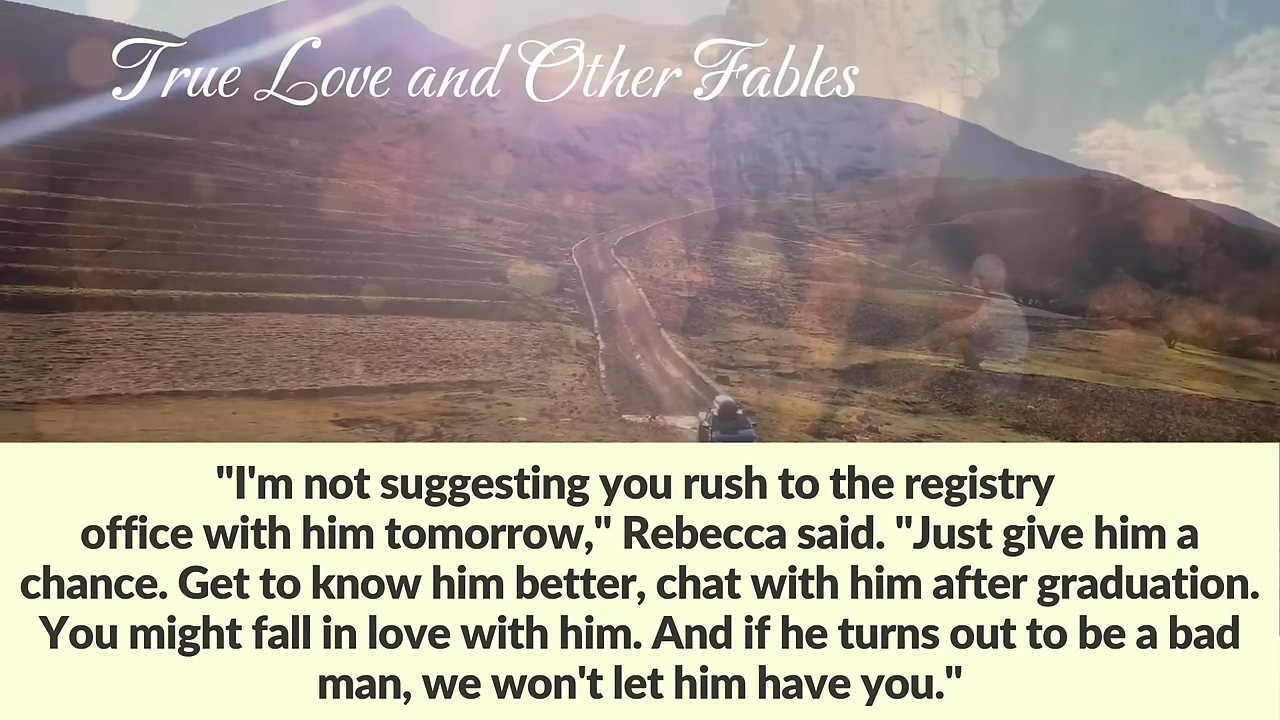 True Love and Other Fables
"I'm not suggesting you rush to the registry
office with him tomorrow," Rebecca said. "Just give him a
chance. Get to know him better, chat with him after graduation.
You might fall in love with him. And if he turns out to be a bad
man, we won't let him have you."